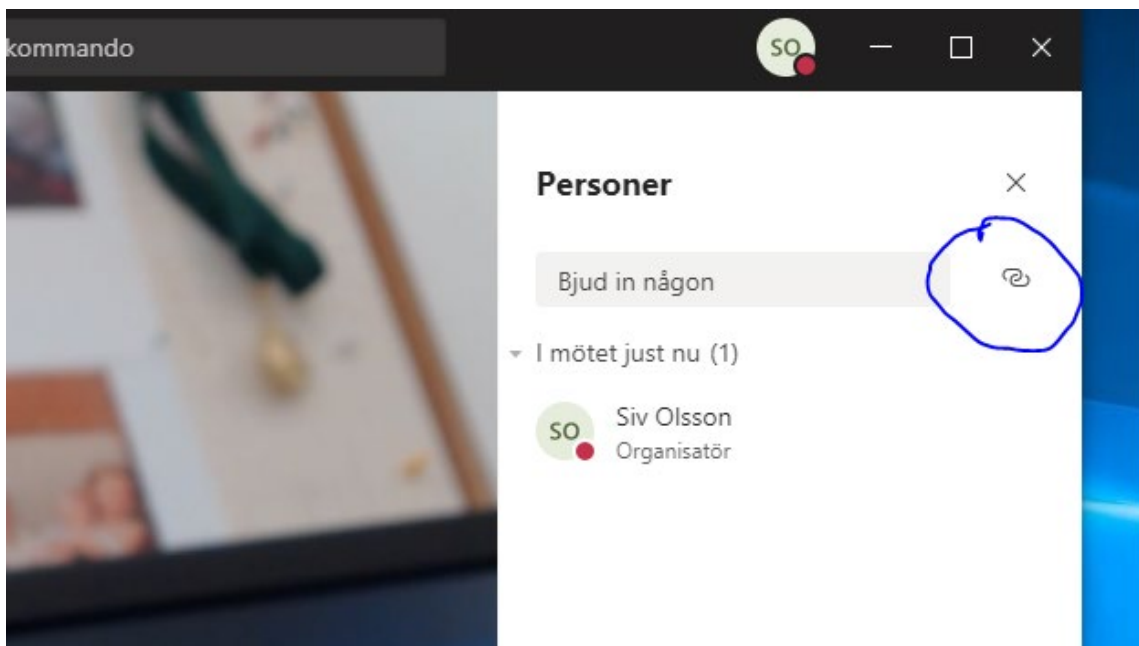 kommando
SO
Personer
Bjud in någon
I mötet just nu (1)
SO
Siv Olsson
Organisatör